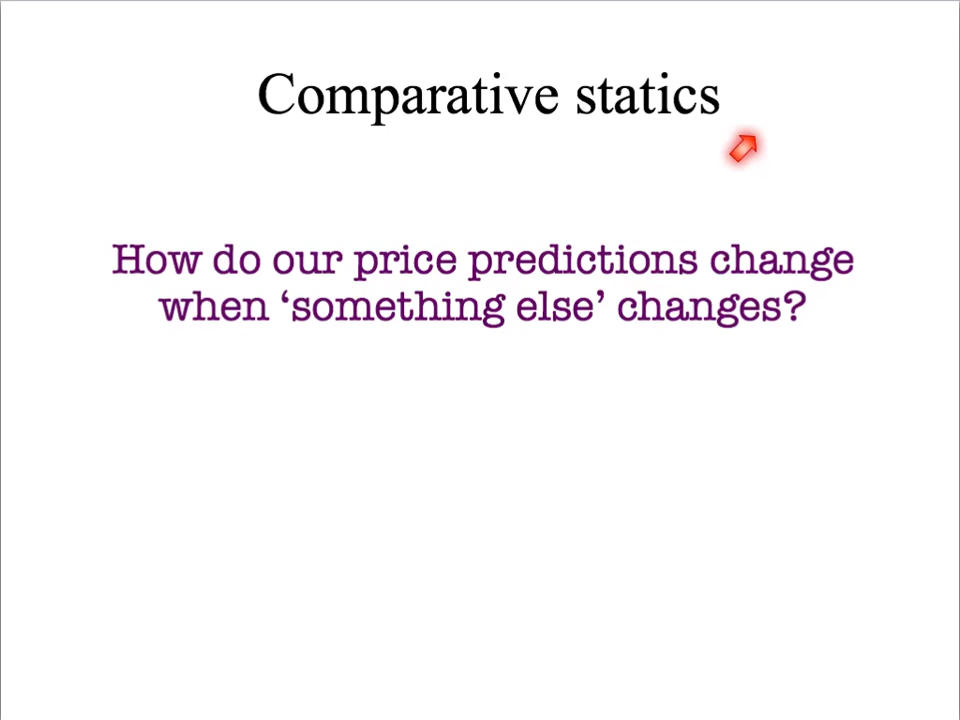 Comparative statics
How do our price predictions change
when ‘something else’ changes?